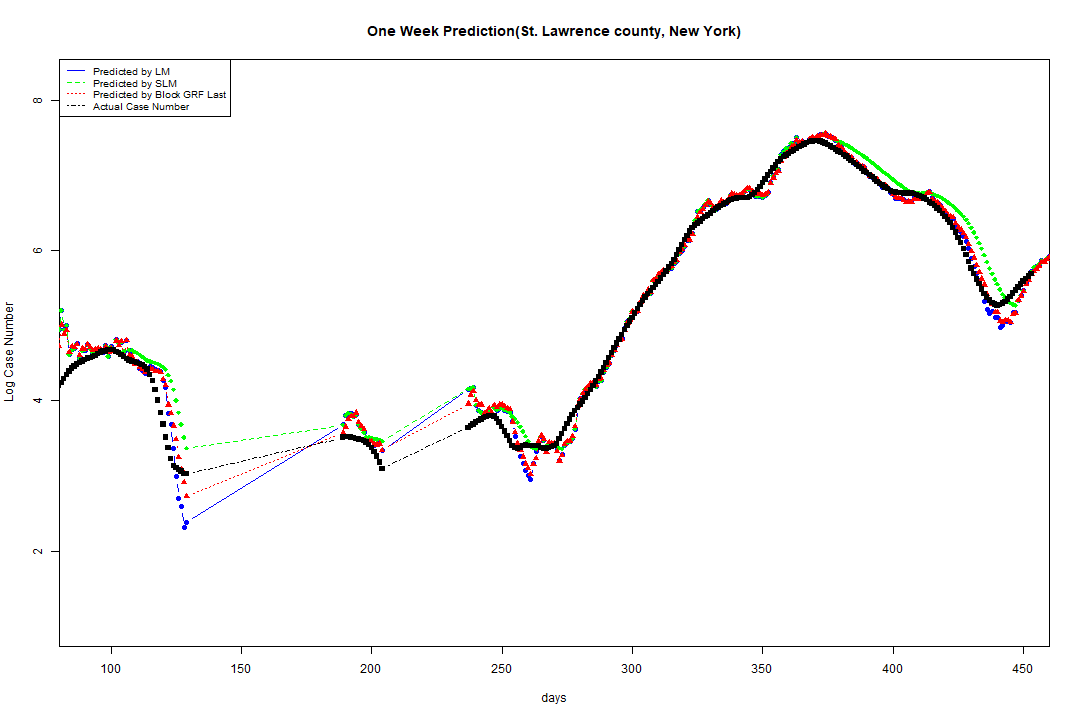 One Week Prediction(St. Lawrence county, New York)
Predicted by LM
Predicted by SLM
Predicted by Block GRF Last
Actual Case Number
8
6
4
2
Log Case Number
100 150 200 250 300 350 400 450
days